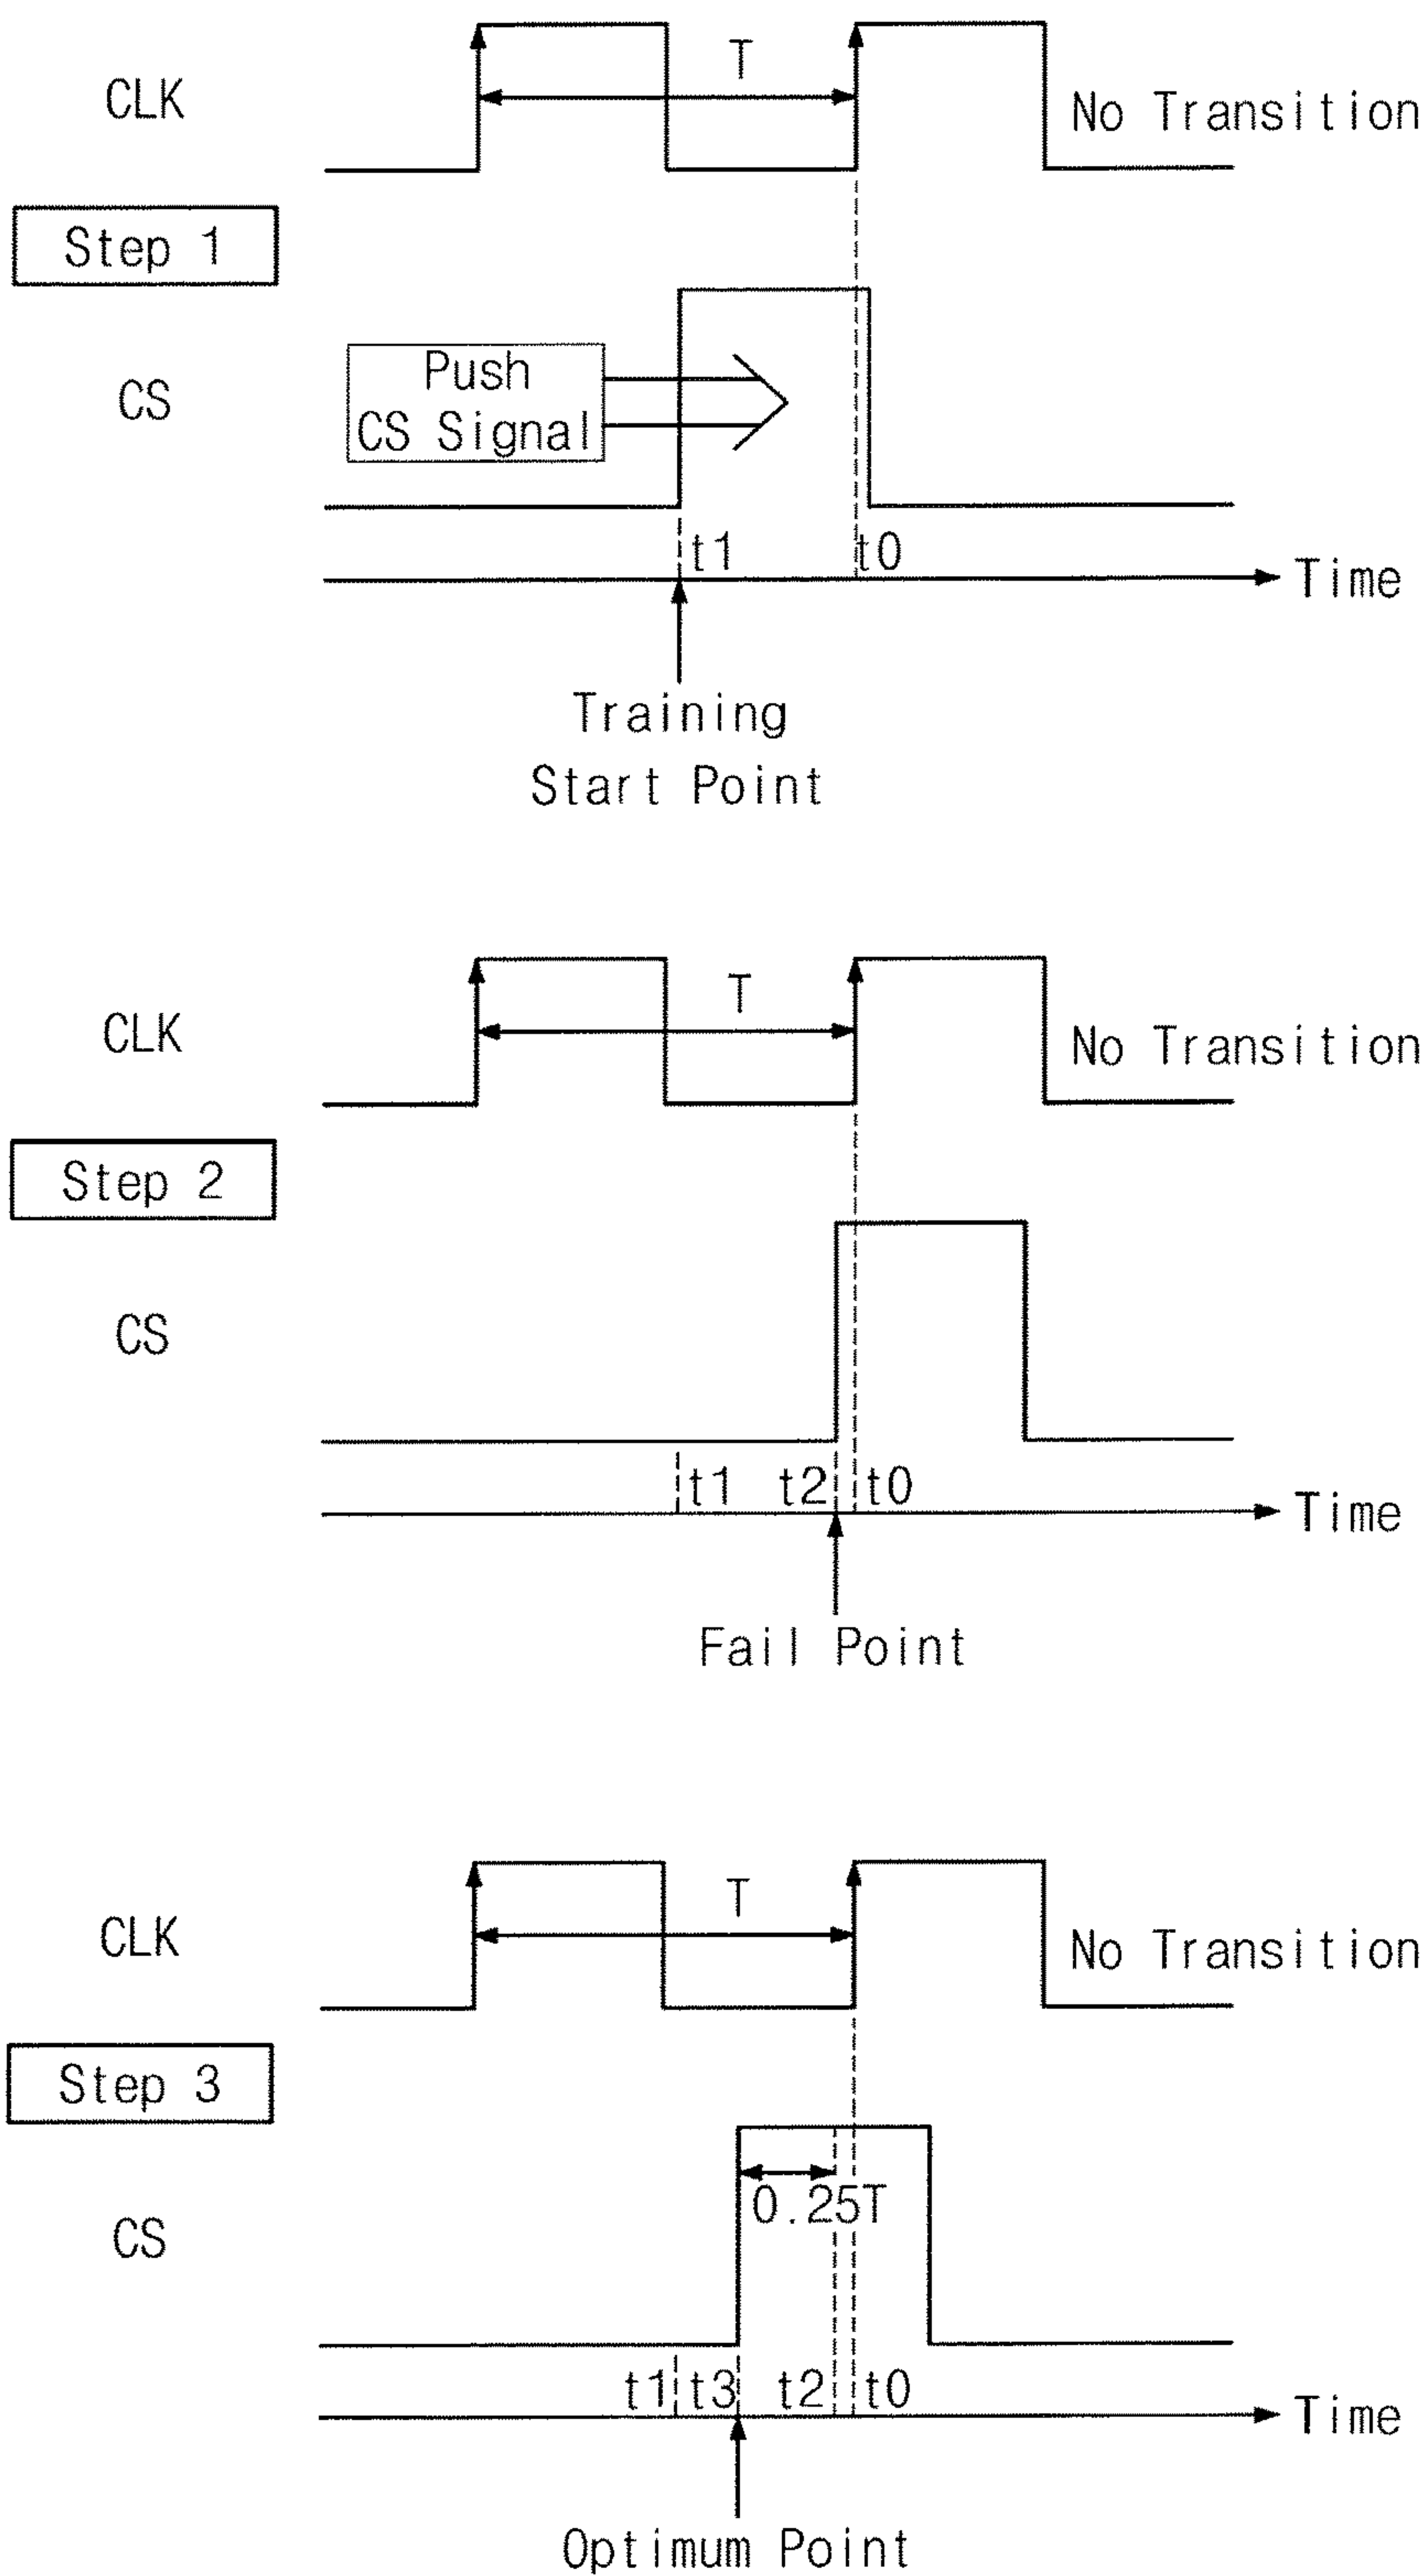 T
CLK
No Transition
Step 1
Push
CS Signal
CS
t1
t0
Time
Training
Start Point
T
CLK
No Transition
Step 2
CS
t1
t2
t0
Time
Fail Point
T
CLK
No Transition
Step 3
0.25T
CS
t1
t3
t2
t0
Time
Optimum Point